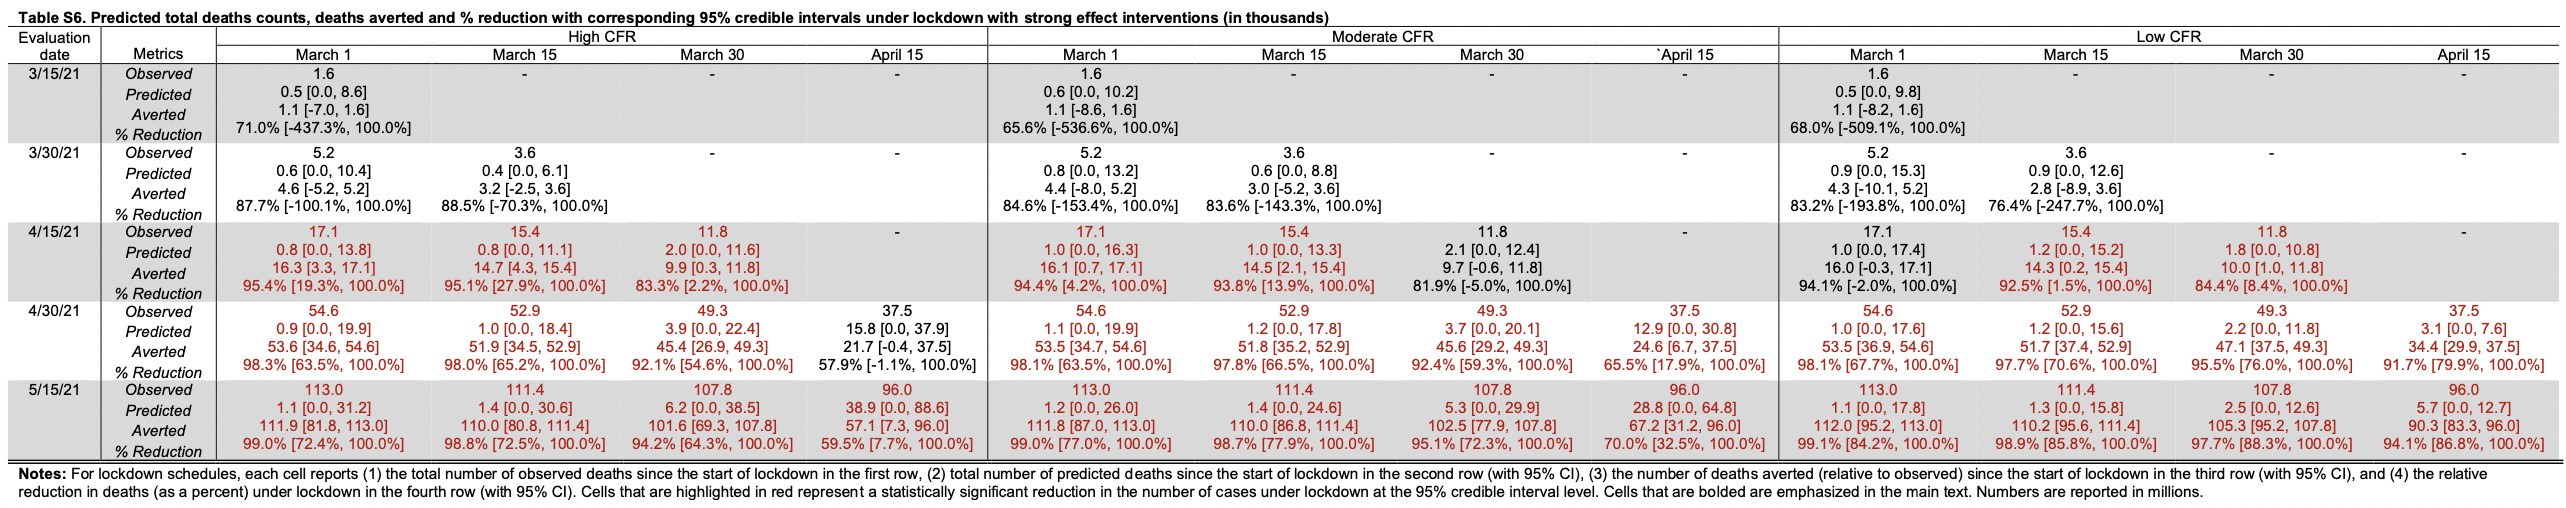 Table S6. Predicted total deaths counts, deaths averted and % reduction with corresponding 95% credible intervals under lockdown with strong effect interventions (in thousands)
Evaluation date Metrics High CFR Moderate CFR Low CFR
March 1 March 15 March 30 April 15 March 1 March 15 March 30 `April 15 March 1 March 15 March 30 April 15
3/15/21 Observed 1.6 - - - 1.6 - - - 1.6 - - -
Predicted 0.5 [0.0, 8.6] 0.6 [0.0, 10.2] 0.5 [0.0, 9.8]
Averted 1.1 [-7.0, 1.6] 1.1 [-8.6, 1.6] 1.1 [-8.2, 1.6]
% Reduction 71.0% [-437.3%, 100.0%] 65.6% [-536.6%, 100.0%] 68.0% [-509.1%, 100.0%]
3/30/21 Observed 5.2 3.6 - - 5.2 3.6 - - 5.2 3.6 - -
Predicted 0.6 [0.0, 10.4] 0.4 [0.0, 6.1] 0.8 [0.0, 13.2] 0.6 [0.0, 8.8] 0.9 [0.0, 15.3] 0.9 [0.0, 12.6]
Averted 4.6 [-5.2, 5.2] 3.2 [-2.5, 3.6] 4.4 [-8.0, 5.2] 3.0 [-5.2, 3.6] 4.3 [-10.1, 5.2] 2.8 [-8.9, 3.6]
% Reduction 87.7% [-100.1%, 100.0%] 88.5% [-70.3%, 100.0%] 84.6% [-153.4%, 100.0%] 83.6% [-143.3%, 100.0%] 83.2% [-193.8%, 100.0%] 76.4% [-247.7%, 100.0%]
4/15/21 Observed 17.1 15.4 11.8 - 17.1 15.4 11.8 - 17.1 15.4 11.8 -
Predicted 0.8 [0.0, 13.8] 0.8 [0.0, 11.1] 2.0 [0.0, 11.6] 1.0 [0.0, 16.3] 1.0 [0.0, 13.3] 2.1 [0.0, 12.4] 1.0 [0.0, 17.4] 1.2 [0.0, 15.2] 1.8 [0.0, 10.8]
Averted 16.3 [3.3, 17.1] 14.7 [4.3, 15.4] 9.9 [0.3, 11.8] 16.1 [0.7, 17.1] 14.5 [2.1, 15.4] 9.7 [-0.6, 11.8] 16.0 [-0.3, 17.1] 14.3 [0.2, 15.4] 10.0 [1.0, 11.8]
% Reduction 95.4% [19.3%, 100.0%] 95.1% [27.9%, 100.0%] 83.3% [2.2%, 100.0%] 94.4% [4.2%, 100.0%] 93.8% [13.9%, 100.0%] 81.9% [-5.0%, 100.0%] 94.1% [-2.0%, 100.0%] 92.5% [1.5%, 100.0%] 84.4% [8.4%, 100.0%]
4/30/21 Observed 54.6 52.9 49.3 37.5 54.6 52.9 49.3 37.5 54.6 52.9 49.3 37.5
Predicted 0.9 [0.0, 19.9] 1.0 [0.0, 18.4] 3.9 [0.0, 22.4] 15.8 [0.0, 37.9] 1.1 [0.0, 19.9] 1.2 [0.0, 17.8] 3.7 [0.0, 20.1] 12.9 [0.0, 30.8] 1.0 [0.0, 17.6] 1.2 [0.0, 15.6] 2.2 [0.0, 11.8] 3.1 [0.0, 7.6]
Averted 53.6 [34.6, 54.6] 51.9 [34.5, 52.9] 45.4 [26.9, 49.3] 21.7 [-0.4, 37.5] 53.5 [34.7, 54.6] 51.8 [35.2, 52.9] 45.6 [29.2, 49.3] 24.6 [6.7, 37.5] 53.5 [36.9, 54.6] 51.7 [37.4, 52.9] 47.1 [37.5, 49.3] 34.4 [29.9, 37.5]
% Reduction 98.3% [63.5%, 100.0%] 98.0% [65.2%, 100.0%] 92.1% [54.6%, 100.0%] 57.9% [-1.1%, 100.0%] 98.1% [63.5%, 100.0%] 97.8% [66.5%, 100.0%] 92.4% [59.3%, 100.0%] 65.5% [17.9%, 100.0%] 98.1% [67.7%, 100.0%] 97.7% [70.6%, 100.0%] 95.5% [76.0%, 100.0%] 91.7% [79.9%, 100.0%]
5/15/21 Observed 113.0 111.4 107.8 96.0 113.0 111.4 107.8 96.0 113.0 111.4 107.8 96.0
Predicted 1.1 [0.0, 31.2] 1.4 [0.0, 30.6] 6.2 [0.0, 38.5] 38.9 [0.0, 88.6] 1.2 [0.0, 26.0] 1.4 [0.0, 24.6] 5.3 [0.0, 29.9] 28.8 [0.0, 64.8] 1.1 [0.0, 17.8] 1.3 [0.0, 15.8] 2.5 [0.0, 12.6] 5.7 [0.0, 12.7]
Averted 111.9 [81.8, 113.0] 110.0 [80.8, 111.4] 101.6 [69.3, 107.8] 57.1 [7.3, 96.0] 111.8 [87.0, 113.0] 110.0 [86.8, 111.4] 102.5 [77.9, 107.8] 67.2 [31.2, 96.0] 112.0 [95.2, 113.0] 110.2 [95.6, 111.4] 105.3 [95.2, 107.8] 90.3 [83.3, 96.0]
% Reduction 99.0% [72.4%, 100.0%] 98.8% [72.5%, 100.0%] 94.2% [64.3%, 100.0%] 59.5% [7.7%, 100.0%] 99.0% [77.0%, 100.0%] 98.7% [77.9%, 100.0%] 95.1% [72.3%, 100.0%] 70.0% [32.5%, 100.0%] 99.1% [84.2%, 100.0%] 98.9% [85.8%, 100.0%] 97.7% [88.3%, 100.0%] 94.1% [86.8%, 100.0%]
Notes: For lockdown schedules, each cell reports (1) the total number of observed deaths since the start of lockdown in the first row, (2) total number of predicted deaths since the start of lockdown in the second row (with 95% CI), (3) the number of deaths averted (relative to observed) since the start of lockdown in the third row (with 95% CI), and (4) the relative
reduction in deaths (as a percent) under lockdown in the fourth row (with 95% CI). Cells that are highlighted in red represent a statistically significant reduction in the number of cases under lockdown at the 95% credible interval level. Cells that are bolded are emphasized in the main text. Numbers are reported in millions.